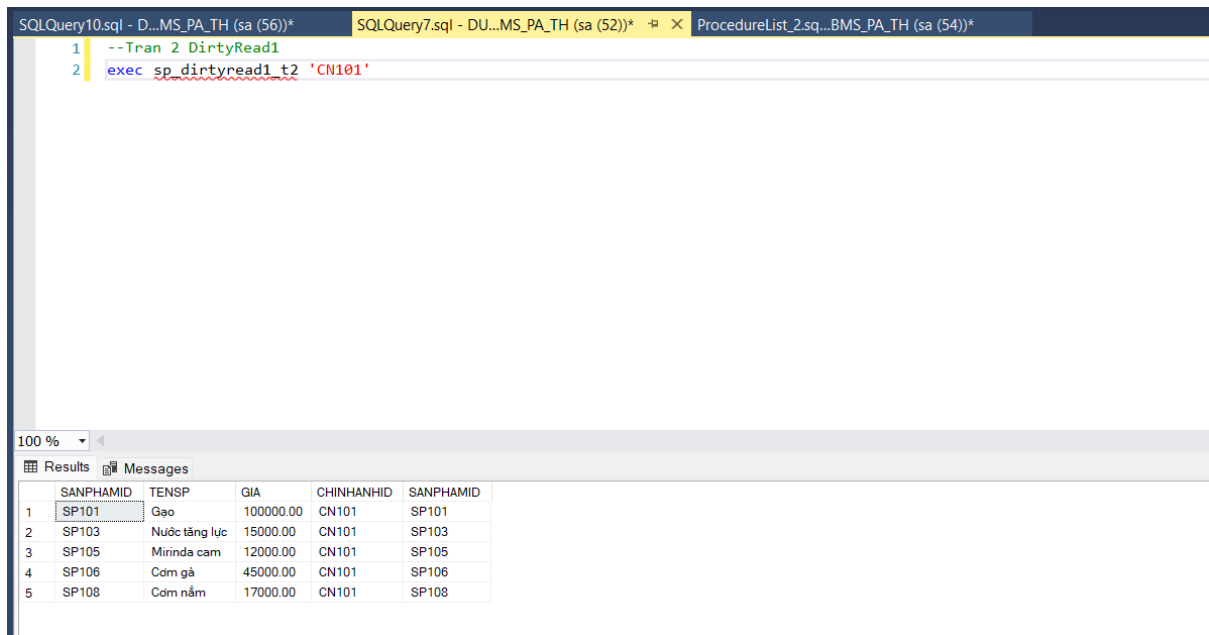 SQLQuery10.sql - D...MS_PA_TH (sa (56))* SQLQuery7.sql - DU...MS_PA_TH (sa (52))* ProcedureList_2.sq...BMS_PA_TH (sa (54))*
1 --Tran 2 DirtyRead1
2 exec sp_dirtyread1_t2 'CN101'
100 %
Results Messages
SANPHAMID TENSP GIA CHINHANHID SANPHAMID
1 SP101 Gạo 100000.00 CN101 SP101
2 SP103 Nước tăng lực 15000.00 CN101 SP103
3 SP105 Mirinda cam 12000.00 CN101 SP105
4 SP106 Cơm gà 45000.00 CN101 SP106
5 SP108 Cơm nắm 17000.00 CN101 SP108